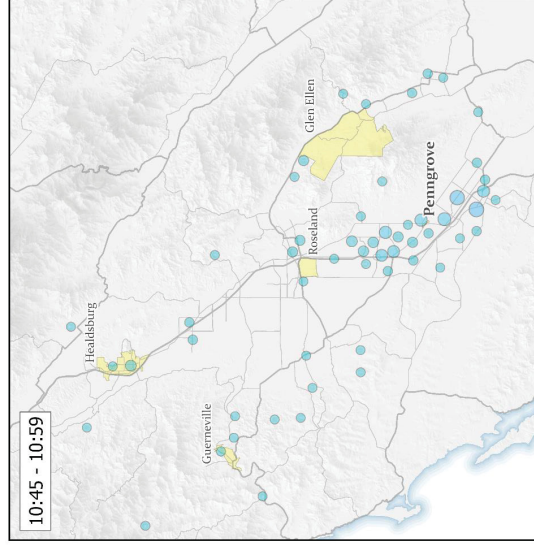 Glen Ellen
Penngrove
Roseland
Healdsburg
Guerneville
10:45 - 10:59